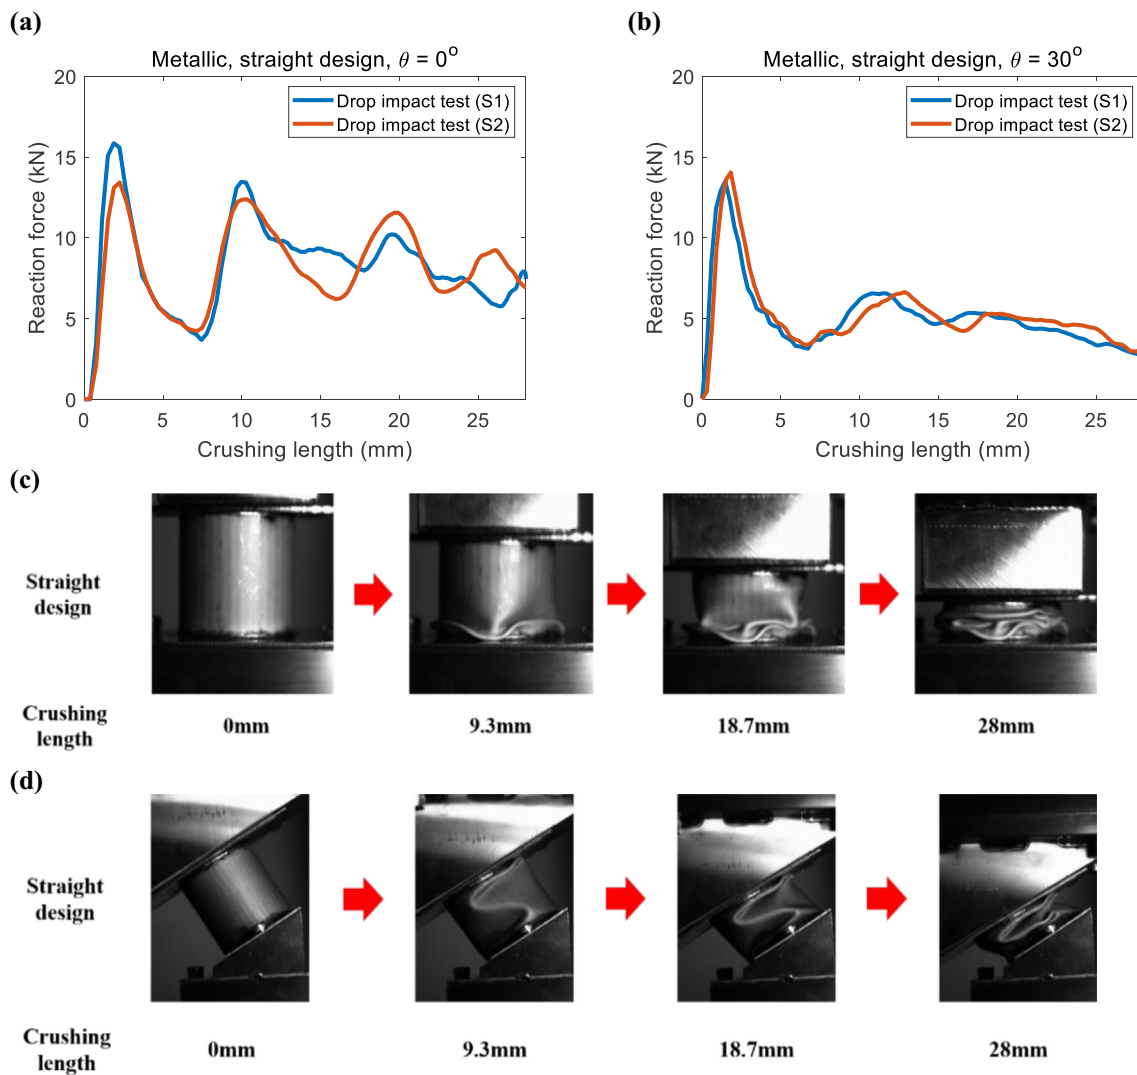 (a)
(b)
Metallic, straight design, θ = 0°
Metallic, straight design, θ = 30°
20
15
10
5
0
Reaction force (kN)
Drop impact test (S1)
Drop impact test (S2)
0 5 10 15 20 25
Crushing length (mm)
20
15
10
5
0
Reaction force (kN)
Drop impact test (S1)
Drop impact test (S2)
0 5 10 15 20 25
Crushing length (mm)
(c)
Straight
design
Crushing
length
0mm 9.3mm 18.7mm 28mm
(d)
Straight
design
Crushing
length
0mm 9.3mm 18.7mm 28mm